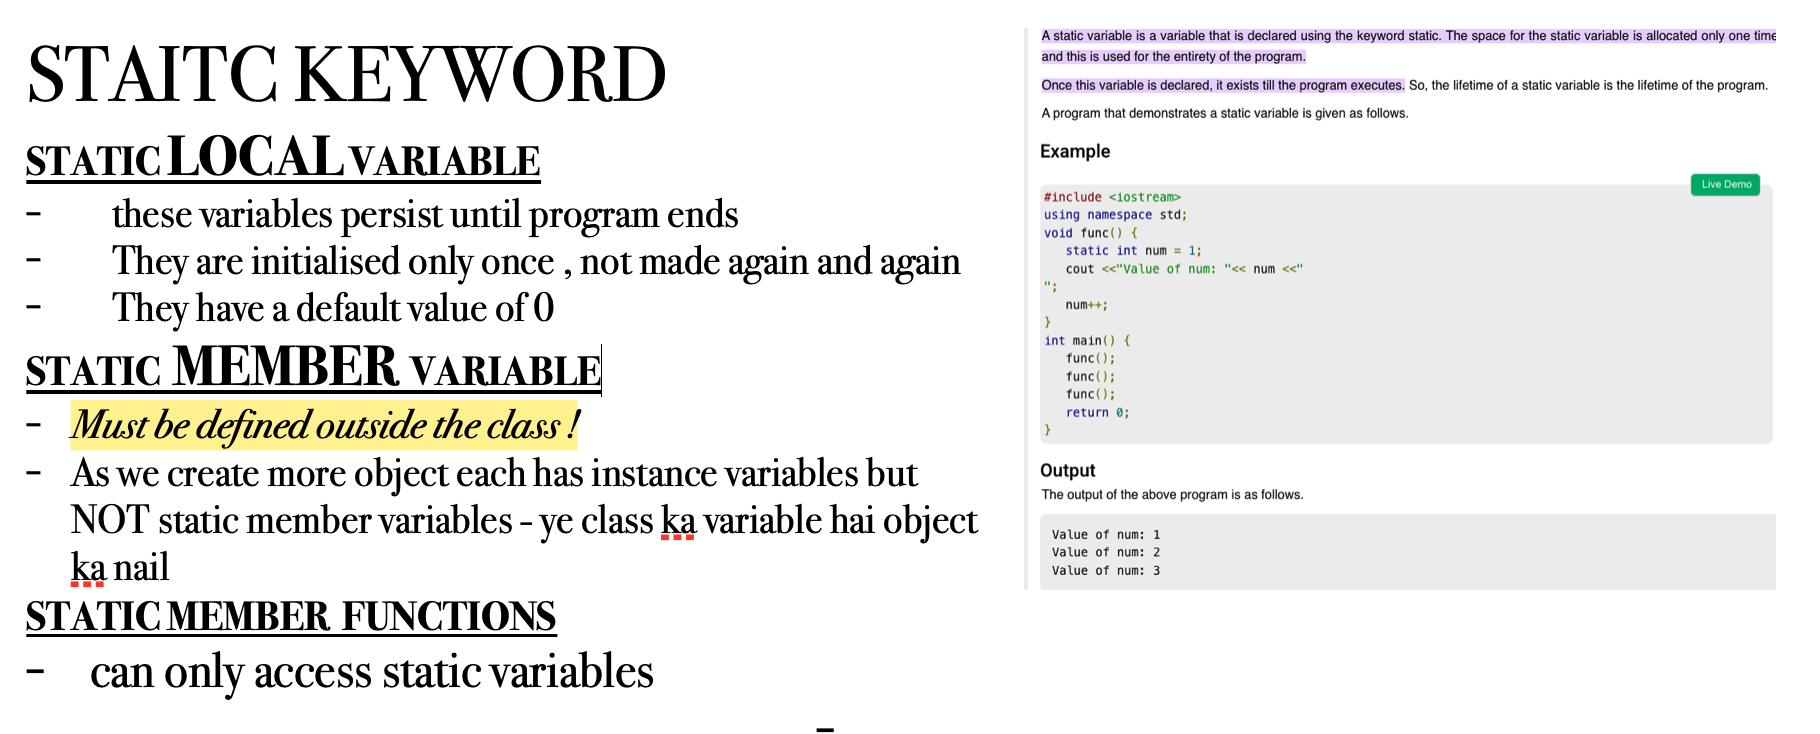 STAITC KEYWORD
STATIC LOCAL VARIABLE
- these variables persist until program ends
- They are initialised only once , not made again and again
- They have a default value of 0
STATIC MEMBER VARIABLE
- Must be defined outside the class !
- As we create more object each has instance variables but
NOT static member variables - ye class ka variable hai object
ka nail
STATIC MEMBER FUNCTIONS
- can only access static variables
-
A static variable is a variable that is declared using the keyword static. The space for the static variable is allocated only one time
and this is used for the entirety of the program.
Once this variable is declared, it exists till the program executes. So, the lifetime of a static variable is the lifetime of the program.
A program that demonstrates a static variable is given as follows.
Example
Live Demo
#include <iostream>
using namespace std;
void func() {
   static int num = 1;
   cout <<"Value of num: "<< num <<"
";
   num++;
}
int main() {
   func();
   func();
   func();
   return 0;
}
Output
The output of the above program is as follows.
Value of num: 1
Value of num: 2
Value of num: 3